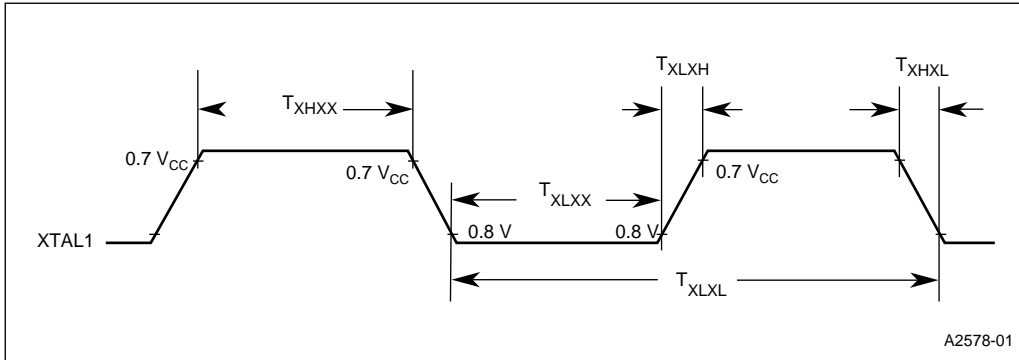 T_XLXH
T_XHXL
T_XHXX
0.7 V_CC
0.7 V_CC
0.7 V_CC
T_XLXX
XTAL1
0.8 V
0.8 V
T_XLXL
A2578-01